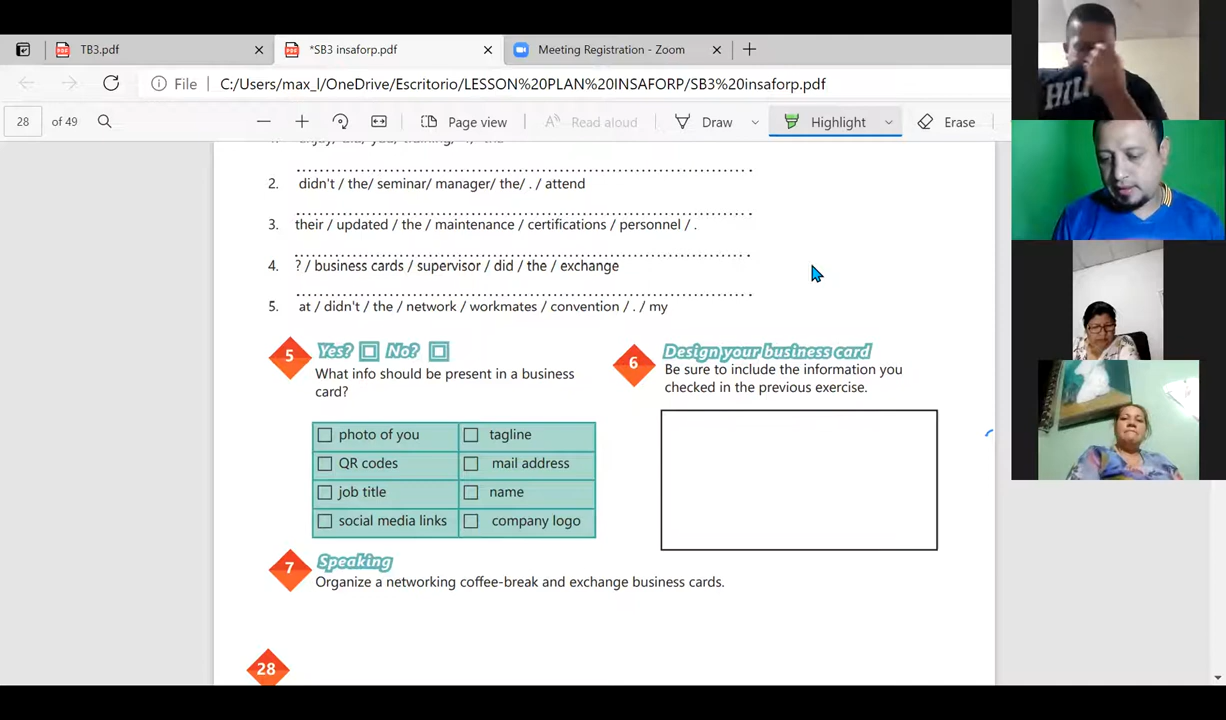 TB3.pdf
*SB3 insaforp.pdf
Meeting Registration - Zoom
File
C:/Users/max_l/OneDrive/Escritorio/LESSON%20PLAN%20INSAFORP/SB3%20insaforp.pdf
28 of 49
Page view
Read aloud
Draw
Highlight
Erase
2. didn't / the/ seminar/ manager/ the/ . / attend
3. their / updated / the / maintenance / certifications / personnel / .
4. ? / business cards / supervisor / did / the / exchange
5. at / didn't / the / network / workmates / convention / . / my
5 Yes? No?
What info should be present in a business
card?
photo of you tagline
QR codes mail address
job title name
social media links company logo
6 Design your business card
Be sure to include the information you
checked in the previous exercise.
7 Speaking
Organize a networking coffee-break and exchange business cards.
28